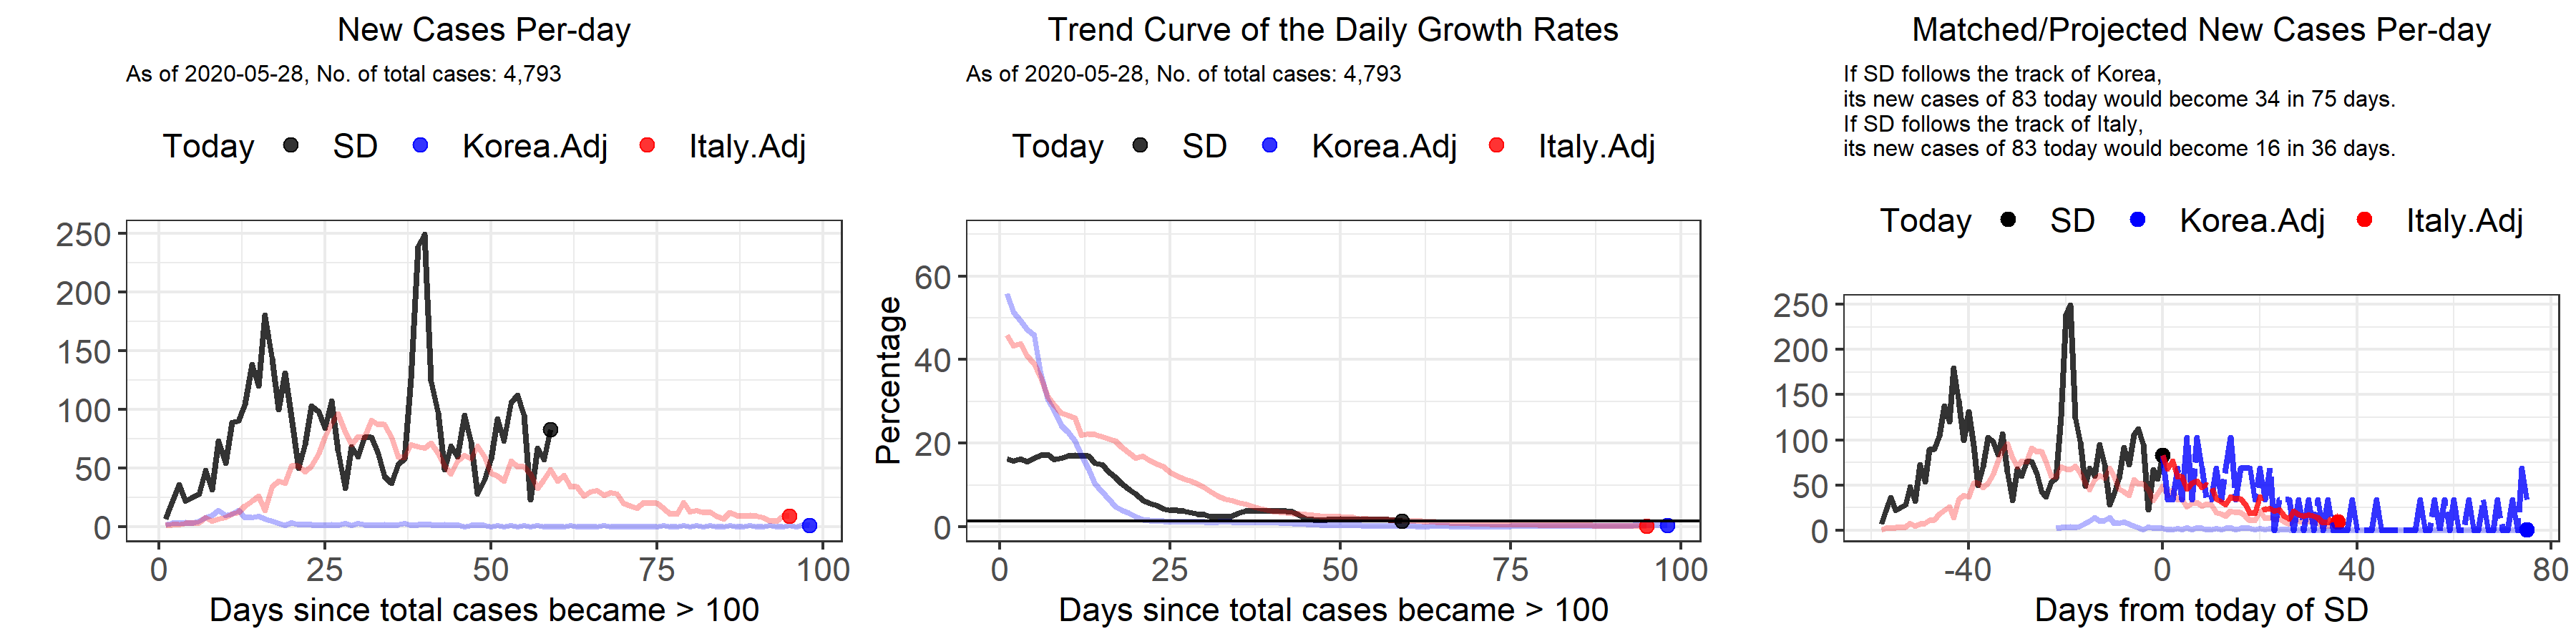 New Cases Per-day
As of 2020-05-28, No. of total cases: 4,793
Today SD Korea.Adj Italy.Adj
250
200
150
100
50
0
0 25 50 75 100
Days since total cases became > 100
Trend Curve of the Daily Growth Rates
As of 2020-05-28, No. of total cases: 4,793
Today SD Korea.Adj Italy.Adj
Percentage
60
40
20
0
0 25 50 75 100
Days since total cases became > 100
Matched/Projected New Cases Per-day
If SD follows the track of Korea,
its new cases of 83 today would become 34 in 75 days.
If SD follows the track of Italy,
its new cases of 83 today would become 16 in 36 days.
Today SD Korea.Adj Italy.Adj
250
200
150
100
50
0
-40 0 40 80
Days from today of SD